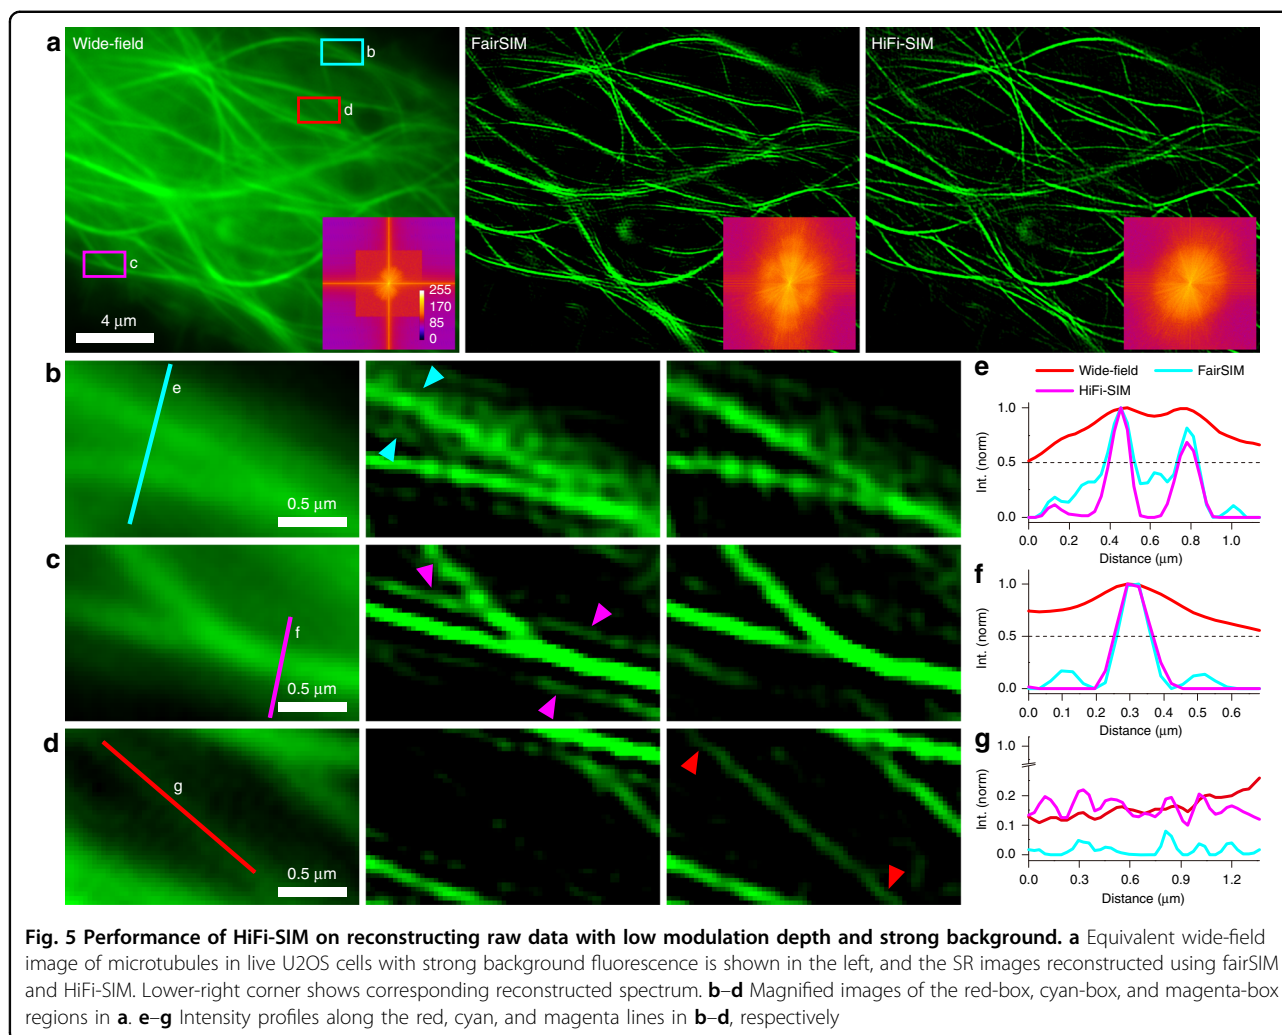 a
Wide-field
b
d
c
4 μm
255
170
85
0
FairSIM
HiFi-SIM
b
e
0.5 μm
c
f
0.5 μm
d
g
0.5 μm
e
Wide-field
FairSIM
HiFi-SIM
1.0
0.5
0.0
Int. (norm)
0.0 0.2 0.4 0.6 0.8 1.0
Distance (μm)
f
1.0
0.5
0.0
Int. (norm)
0.0 0.2 0.3 0.5 0.6
Distance (μm)
g
1.0
0.2
0.1
0.0
Int. (norm)
0.0 0.3 0.6 0.9 1.2
Distance (μm)
Fig. 5 Performance of HiFi-SIM on reconstructing raw data with low modulation depth and strong background. a Equivalent wide-field
image of microtubules in live U2OS cells with strong background fluorescence is shown in the left, and the SR images reconstructed using fairSIM
and HiFi-SIM. Lower-right corner shows corresponding reconstructed spectrum. b–d Magnified images of the red-box, cyan-box, and magenta-box
regions in a. e–g Intensity profiles along the red, cyan, and magenta lines in b–d, respectively